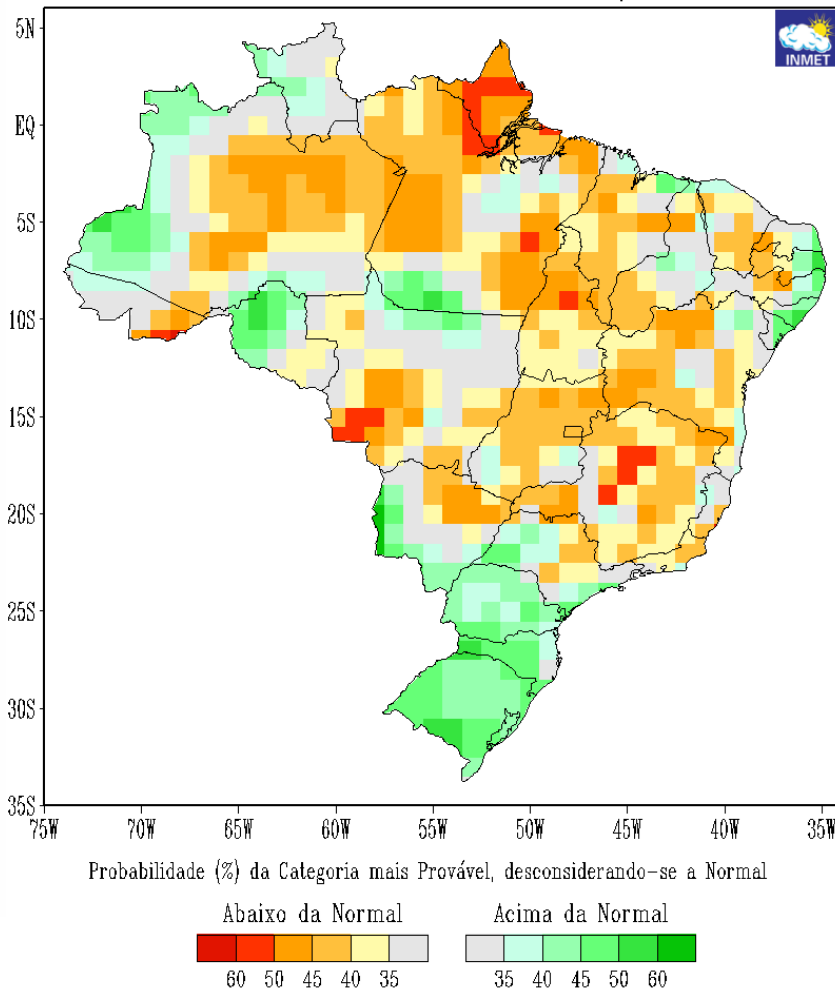 INMET
5N
EQ
5S
10S
15S
20S
25S
30S
35S
75W 70W 65W 60W 55W 50W 45W 40W 35W
Probabilidade (%) da Categoria mais Provável, desconsiderando-se a Normal
Abaixo da Normal Acima da Normal
60 50 45 40 35 35 40 45 50 60